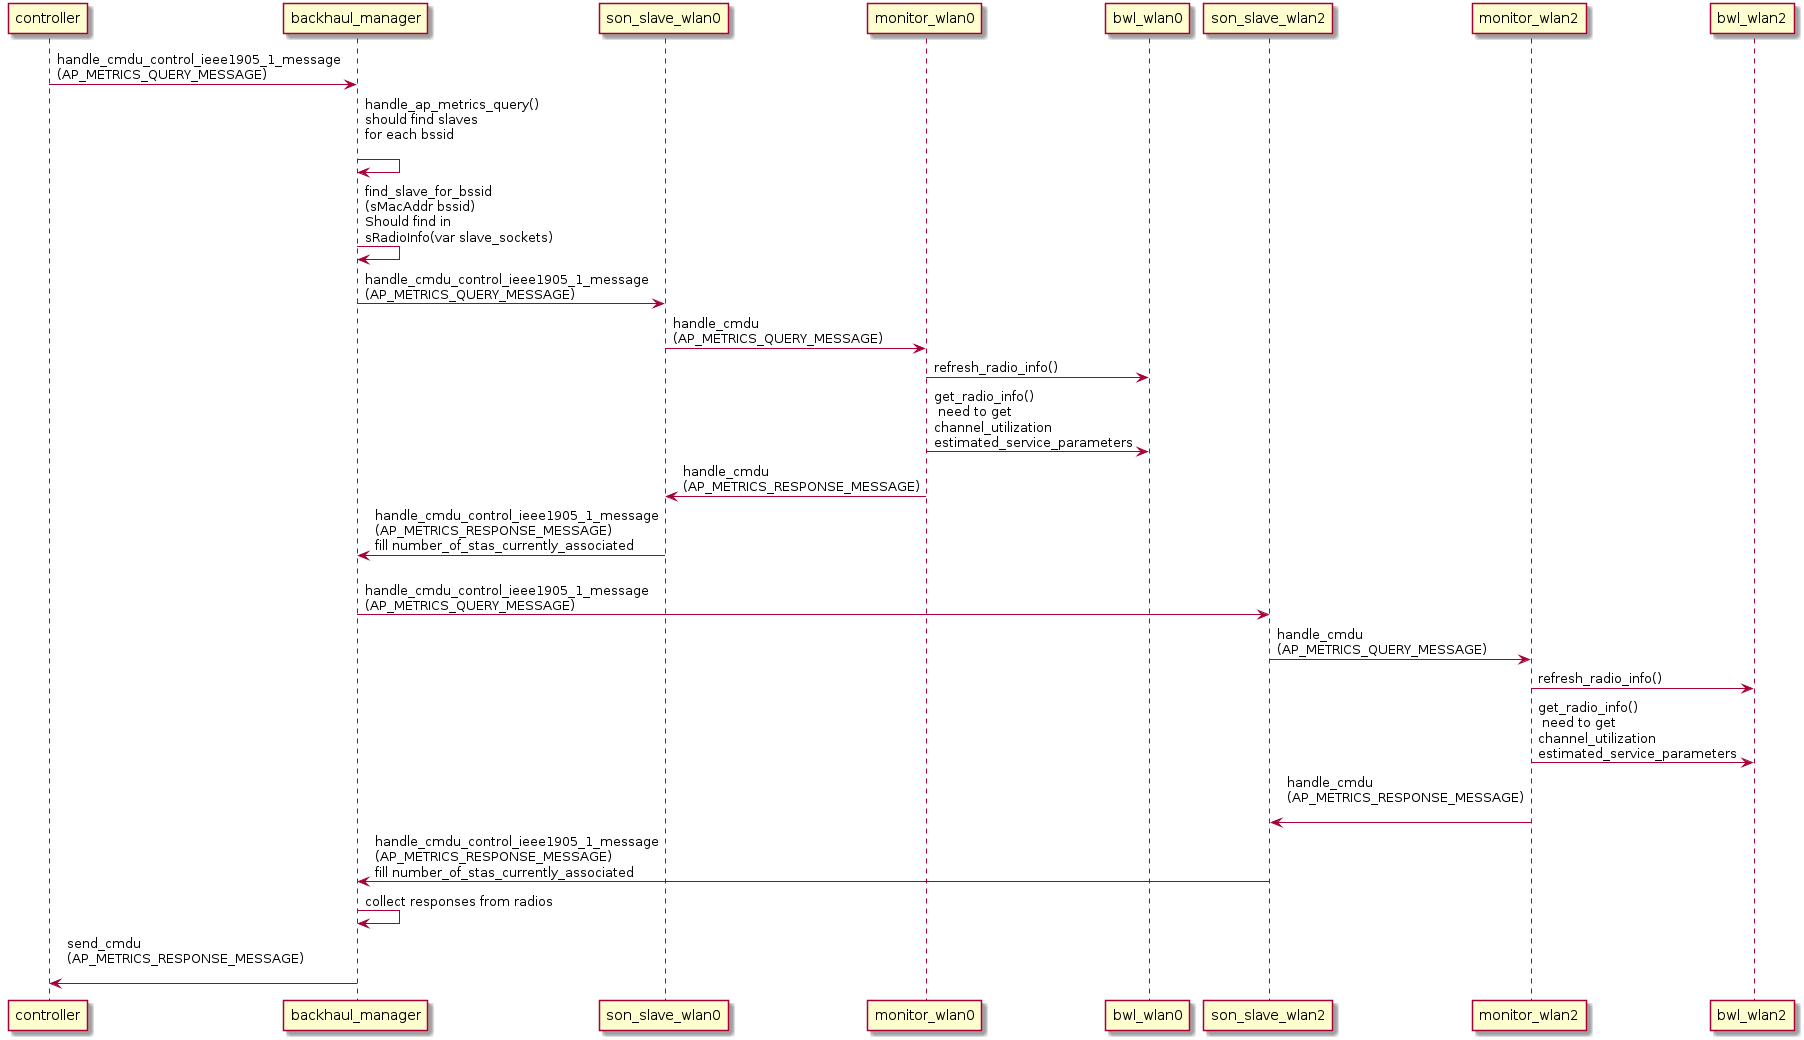 controller
backhaul_manager
son_slave_wlan0
monitor_wlan0
bwl_wlan0
son_slave_wlan2
monitor_wlan2
bwl_wlan2
handle_cmdu_control_ieee1905_1_message
(AP_METRICS_QUERY_MESSAGE)
handle_ap_metrics_query()
should find slaves
for each bssid
find_slave_for_bssid
(sMacAddr bssid)
Should find in
sRadioInfo(var slave_sockets)
handle_cmdu_control_ieee1905_1_message
(AP_METRICS_QUERY_MESSAGE)
handle_cmdu
(AP_METRICS_QUERY_MESSAGE)
refresh_radio_info()
get_radio_info()
need to get
channel_utilization
estimated_service_parameters
handle_cmdu
(AP_METRICS_RESPONSE_MESSAGE)
handle_cmdu_control_ieee1905_1_message
(AP_METRICS_RESPONSE_MESSAGE)
fill number_of_stas_currently_associated
handle_cmdu_control_ieee1905_1_message
(AP_METRICS_QUERY_MESSAGE)
handle_cmdu
(AP_METRICS_QUERY_MESSAGE)
refresh_radio_info()
get_radio_info()
need to get
channel_utilization
estimated_service_parameters
handle_cmdu
(AP_METRICS_RESPONSE_MESSAGE)
handle_cmdu_control_ieee1905_1_message
(AP_METRICS_RESPONSE_MESSAGE)
fill number_of_stas_currently_associated
collect responses from radios
send_cmdu
(AP_METRICS_RESPONSE_MESSAGE)
controller
backhaul_manager
son_slave_wlan0
monitor_wlan0
bwl_wlan0
son_slave_wlan2
monitor_wlan2
bwl_wlan2